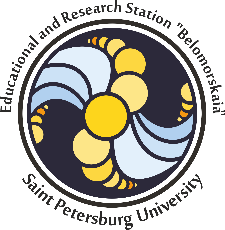 Educational and Research Station "Belomorskaia"
Saint Petersburg University